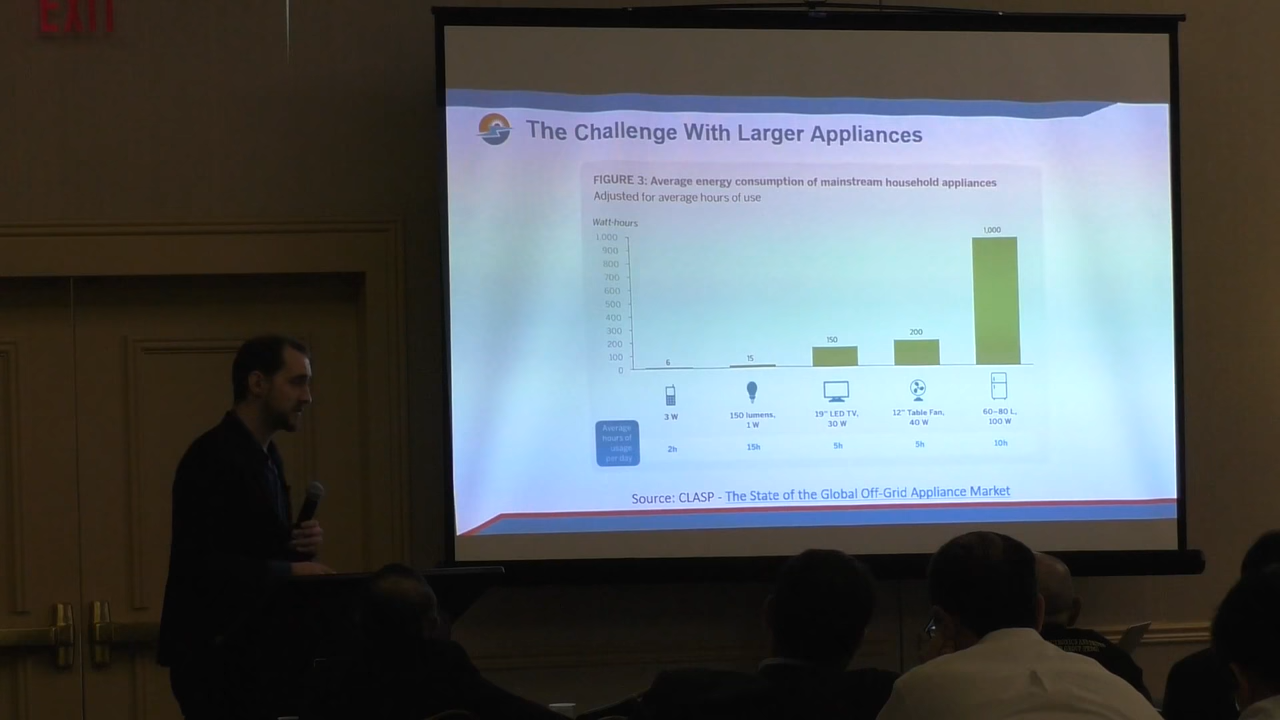 EXIT
The Challenge With Larger Appliances
FIGURE 3: Average energy consumption of mainstream household appliances
Adjusted for average hours of use
Watt-hours
1,000
900
800
700
600
500
400
300
200
100
0
6
15
150
200
1,000
3 W
150 lumens,
1 W
19" LED TV,
30 W
12" Table Fan,
40 W
60–80 L,
100 W
Average
hours of
usage
per day
2h
15h
5h
5h
10h
Source: CLASP - The State of the Global Off-Grid Appliance Market